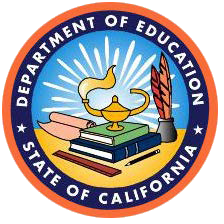 DEPARTMENT OF EDUCATION
STATE OF CALIFORNIA